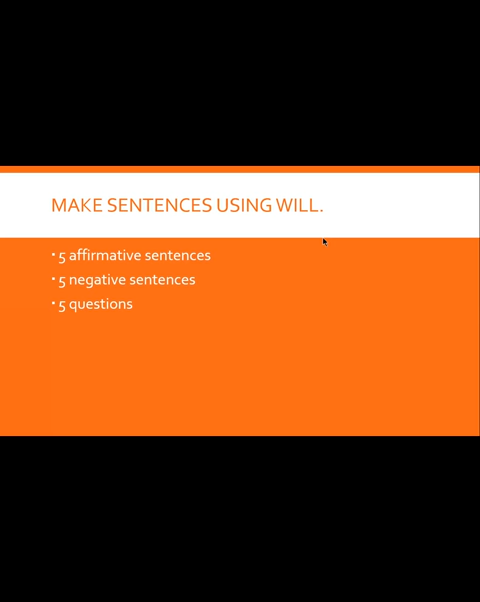 MAKE SENTENCES USING WILL.
▪ 5 affirmative sentences
▪ 5 negative sentences
▪ 5 questions